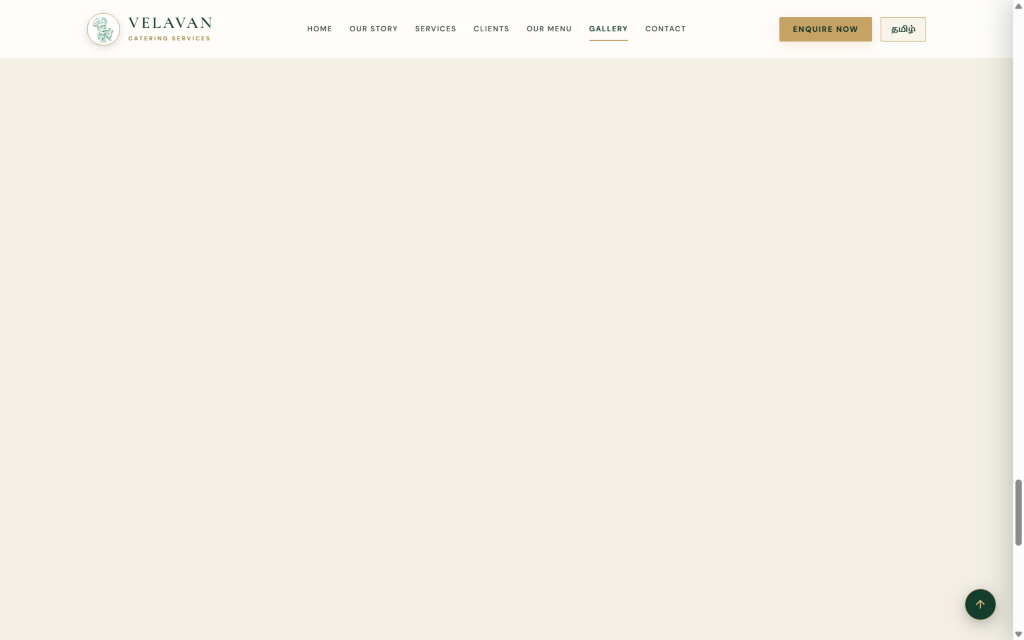 VELAVAN
CATERING SERVICES
HOME OUR STORY SERVICES CLIENTS OUR MENU GALLERY CONTACT
ENQUIRE NOW
தமிழ்